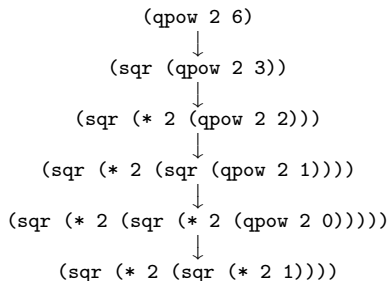 (qpow 2 6)
(sqr (qpow 2 3))
(sqr (* 2 (qpow 2 2)))
(sqr (* 2 (sqr (qpow 2 1))))
(sqr (* 2 (sqr (* 2 (qpow 2 0)))))
(sqr (* 2 (sqr (* 2 1))))